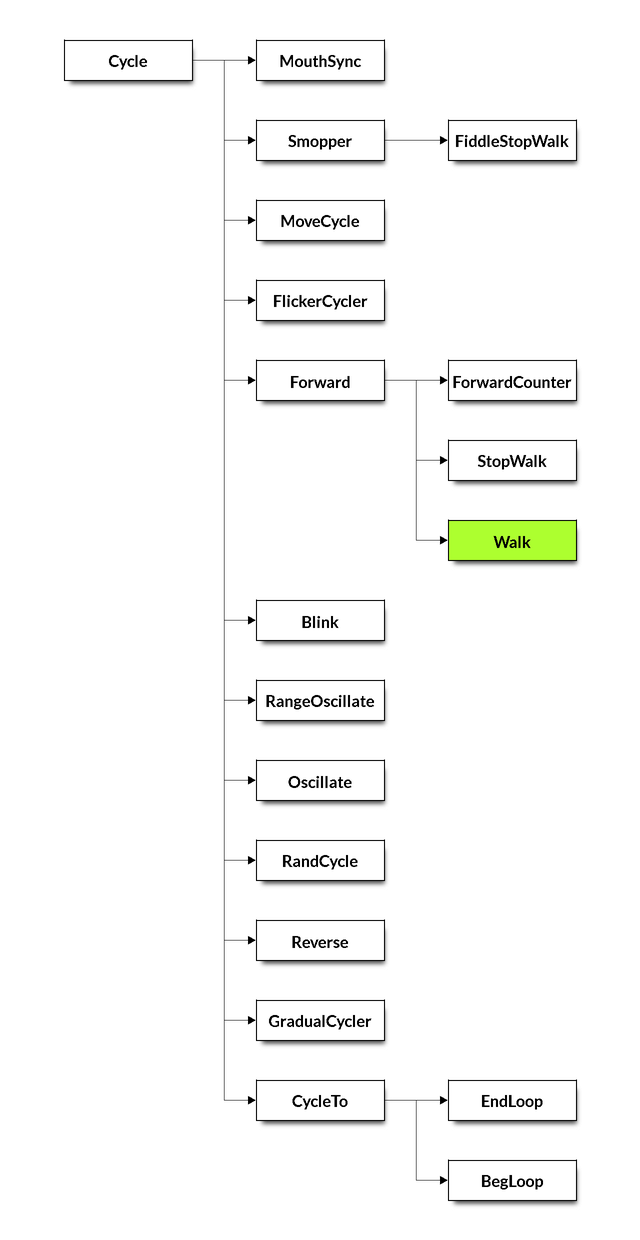 Cycle
MouthSync
Smopper
FiddleStopWalk
MoveCycle
FlickerCycler
Forward
ForwardCounter
StopWalk
Walk
Blink
RangeOscillate
Oscillate
RandCycle
Reverse
GradualCycler
CycleTo
EndLoop
BegLoop